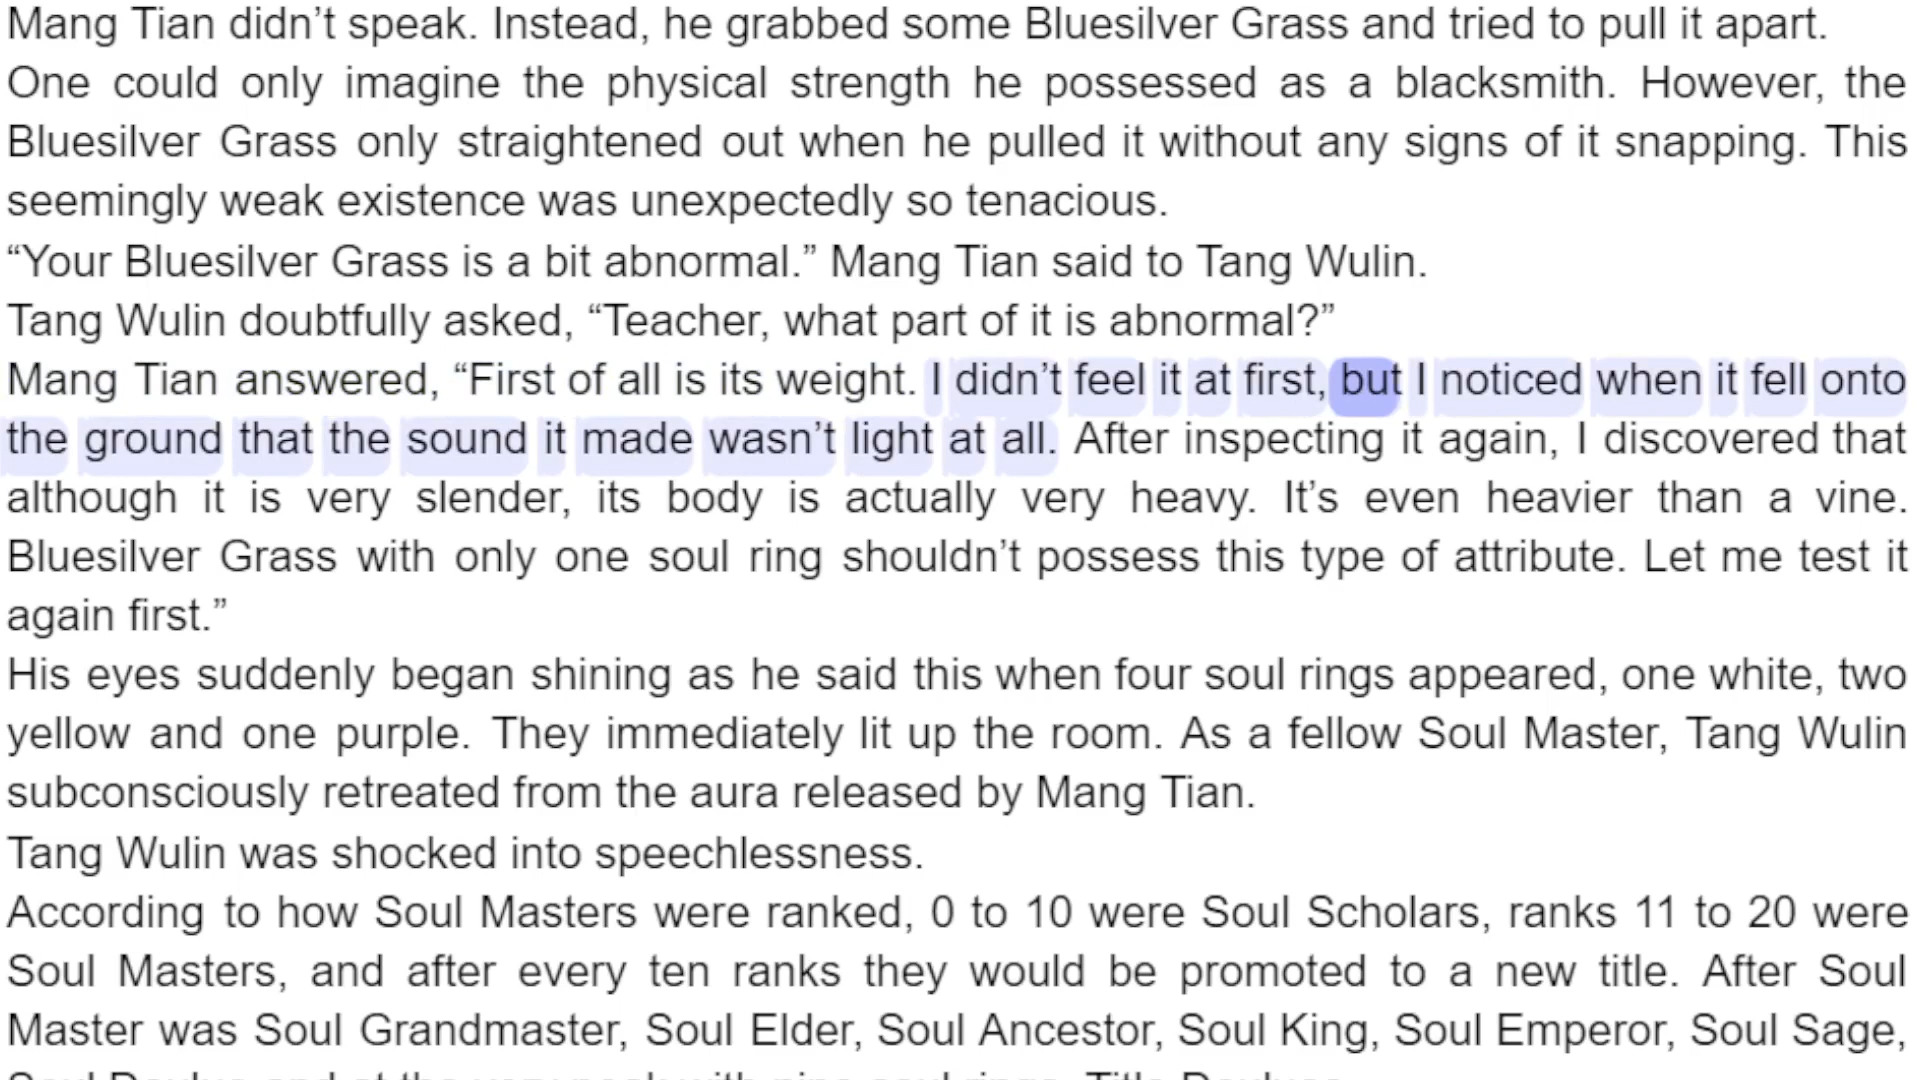 Mang Tian didn’t speak. Instead, he grabbed some Bluesilver Grass and tried to pull it apart.
One could only imagine the physical strength he possessed as a blacksmith. However, the
Bluesilver Grass only straightened out when he pulled it without any signs of it snapping. This
seemingly weak existence was unexpectedly so tenacious.
“Your Bluesilver Grass is a bit abnormal.” Mang Tian said to Tang Wulin.
Tang Wulin doubtfully asked, “Teacher, what part of it is abnormal?”
Mang Tian answered, “First of all is its weight. I didn’t feel it at first, but I noticed when it fell onto
the ground that the sound it made wasn’t light at all. After inspecting it again, I discovered that
although it is very slender, its body is actually very heavy. It’s even heavier than a vine.
Bluesilver Grass with only one soul ring shouldn’t possess this type of attribute. Let me test it
again first.”
His eyes suddenly began shining as he said this when four soul rings appeared, one white, two
yellow and one purple. They immediately lit up the room. As a fellow Soul Master, Tang Wulin
subconsciously retreated from the aura released by Mang Tian.
Tang Wulin was shocked into speechlessness.
According to how Soul Masters were ranked, 0 to 10 were Soul Scholars, ranks 11 to 20 were
Soul Masters, and after every ten ranks they would be promoted to a new title. After Soul
Master was Soul Grandmaster, Soul Elder, Soul Ancestor, Soul King, Soul Emperor, Soul Sage,